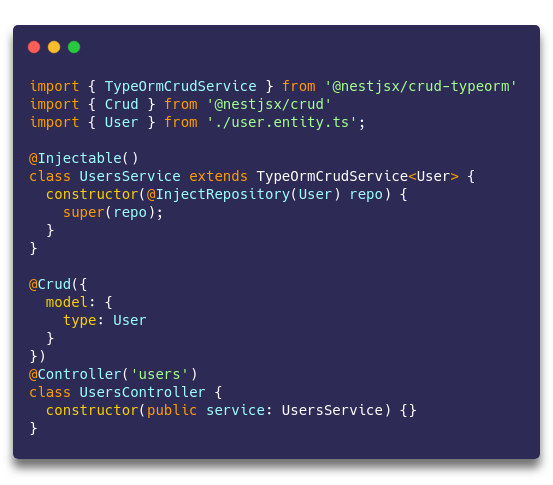 import { TypeOrmCrudService } from '@nestjsx/crud-typeorm'
import { Crud } from '@nestjsx/crud'
import { User } from './user.entity.ts';

@Injectable()
class UsersService extends TypeOrmCrudService<User> {
  constructor(@InjectRepository(User) repo) {
    super(repo);
  }
}

@Crud({
  model: {
    type: User
  }
})
@Controller('users')
class UsersController {
  constructor(public service: UsersService) {}
}